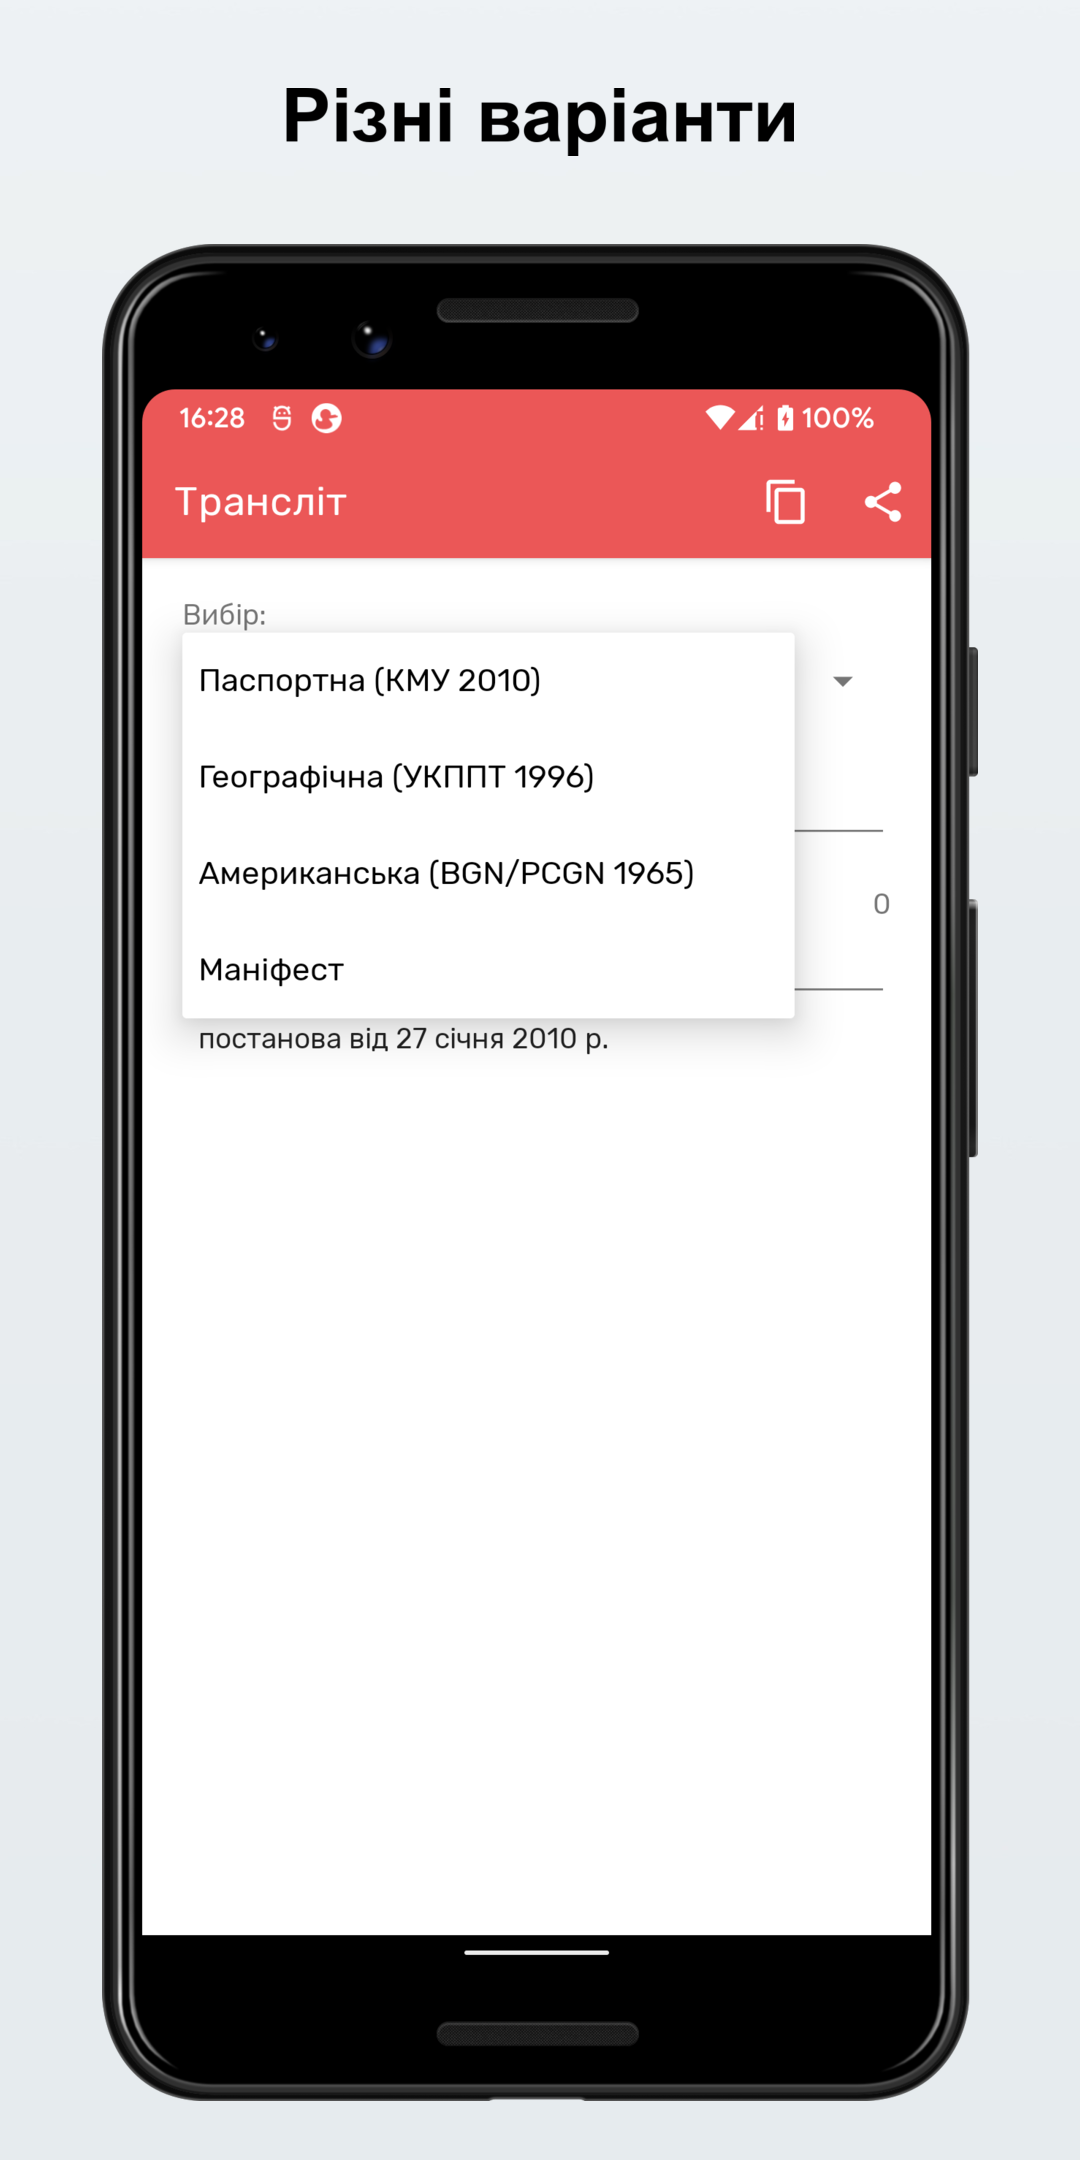 Різні варіанти
16:28
100%
Трансліт
Вибір:
Паспортна (КМУ 2010)
Географічна (УКППТ 1996)
Американська (BGN/PCGN 1965)
0
Маніфест
постанова від 27 січня 2010 р.